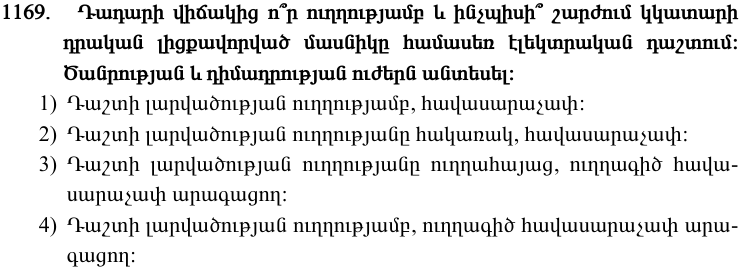 1169. Դադարի վիճակից ո՞ր ուղղությամբ և ինչպիսի՞ շարժում կկատարի
դրական լիցքավորված մասնիկը համասեռ էլեկտրական դաշտում:
Ծանրության և դիմադրության ուժերն անտեսել:
1) Դաշտի լարվածության ուղղությամբ, հավասարաչափ:
2) Դաշտի լարվածության ուղղությանը հակառակ, հավասարաչափ:
3) Դաշտի լարվածության ուղղությանը ուղղահայաց, ուղղագիծ հավա-
սարաչափ արագացող:
4) Դաշտի լարվածության ուղղությամբ, ուղղագիծ հավասարաչափ արա-
գացող: